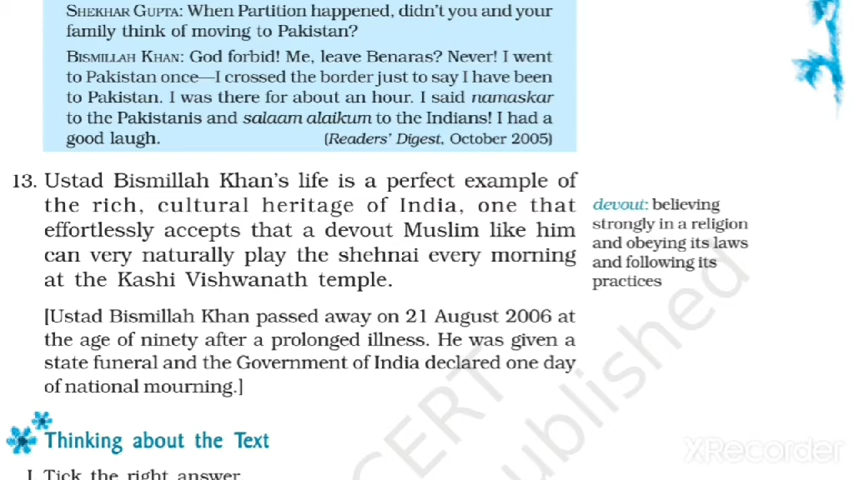 SHEKHAR GUPTA: When Partition happened, didn't you and your
family think of moving to Pakistan?
BISMILLAH KHAN: God forbid! Me, leave Benaras? Never! I went
to Pakistan once—I crossed the border just to say I have been
to Pakistan. I was there for about an hour. I said namaskar
to the Pakistanis and salaam alaikum to the Indians! I had a
good laugh. (Readers' Digest, October 2005)
13. Ustad Bismillah Khan's life is a perfect example of
the rich, cultural heritage of India, one that
effortlessly accepts that a devout Muslim like him
can very naturally play the shehnai every morning
at the Kashi Vishwanath temple.
devout: believing
strongly in a religion
and obeying its laws
and following its
practices
[Ustad Bismillah Khan passed away on 21 August 2006 at
the age of ninety after a prolonged illness. He was given a
state funeral and the Government of India declared one day
of national mourning.]
Thinking about the Text
I. Tick the right answer.
CERT
ublished
XRecorder